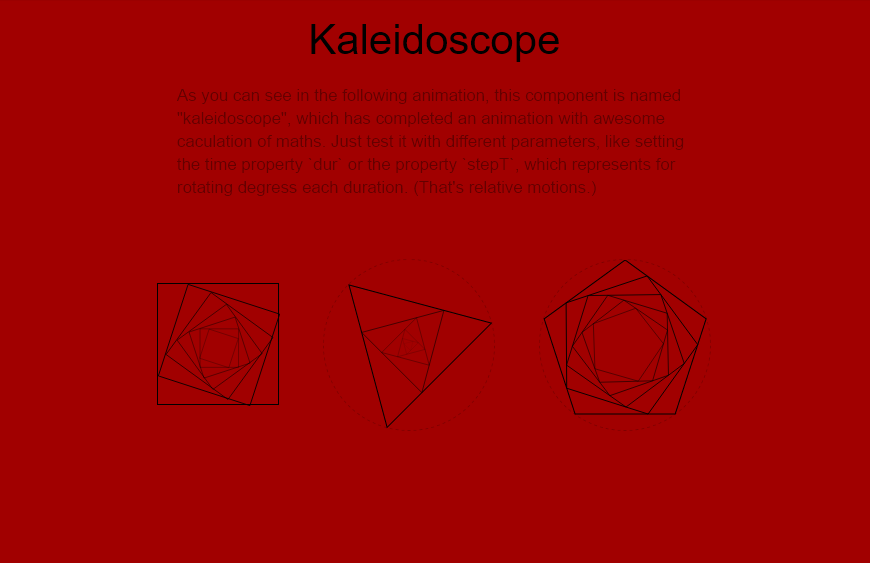 Kaleidoscope
As you can see in the following animation, this component is named
"kaleidoscope", which has completed an animation with awesome
caculation of maths. Just test it with different parameters, like setting
the time property `dur` or the property `stepT`, which represents for
rotating degress each duration. (That's relative motions.)